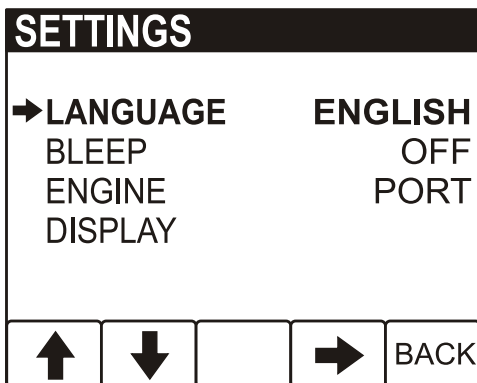 SETTINGS
LANGUAGE ENGLISH
BLEEP OFF
ENGINE PORT
DISPLAY
BACK